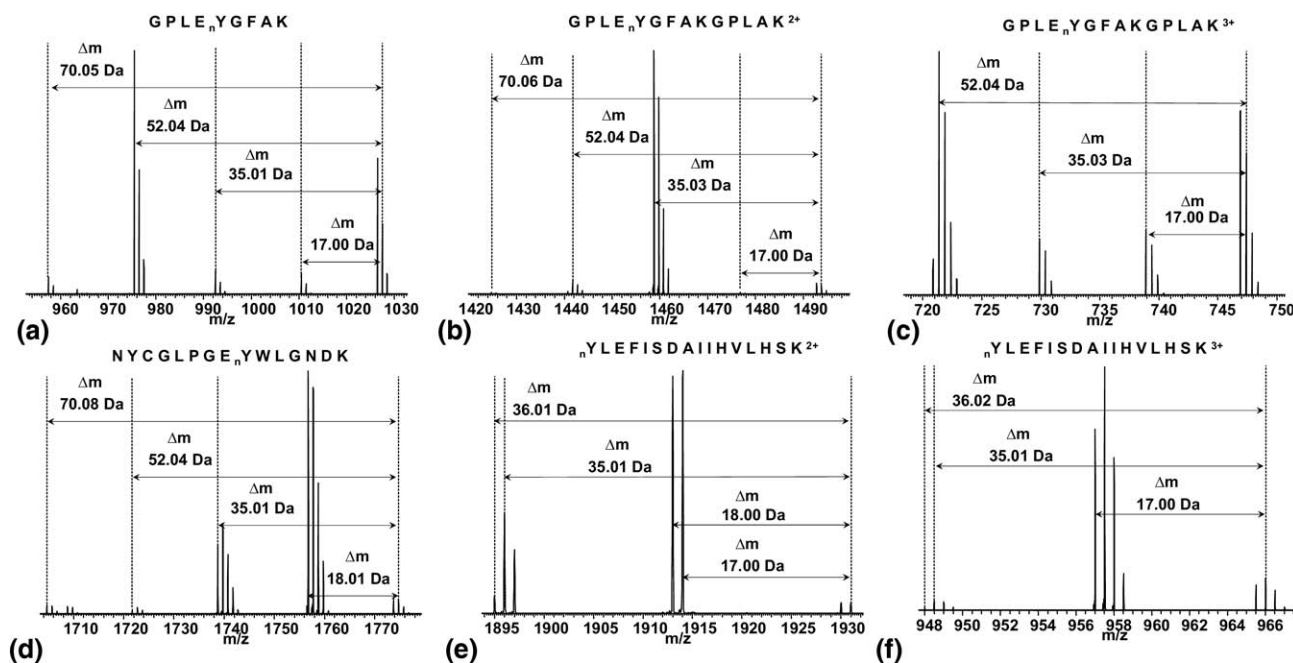 GPLEnYGFAK
Δm
70.05 Da
Δm
52.04 Da
Δm
35.01 Da
Δm
17.00 Da
960 970 980 990 1000 1010 1020 1030
m/z
(a)
GPLEnYGFAKGPLAK2+
Δm
70.06 Da
Δm
52.04 Da
Δm
35.03 Da
Δm
17.00 Da
1420 1430 1440 1450 1460 1470 1480 1490
m/z
(b)
GPLEnYGFAKGPLAK3+
Δm
52.04 Da
Δm
35.03 Da
Δm
17.00 Da
720 725 730 735 740 745 750
m/z
(c)
NYCGLPGEnYWLGNDK
Δm
70.08 Da
Δm
52.04 Da
Δm
35.01 Da
Δm
18.01 Da
1710 1720 1730 1740 1750 1760 1770
m/z
(d)
nYLEFISDAIIHVLHSK2+
Δm
36.01 Da
Δm
35.01 Da
Δm
18.00 Da
Δm
17.00 Da
1895 1900 1905 1910 1915 1920 1925 1930
m/z
(e)
nYLEFISDAIIHVLHSK3+
Δm
36.02 Da
Δm
35.01 Da
Δm
17.00 Da
948 950 952 954 956 958 960 962 964 966
m/z
(f)